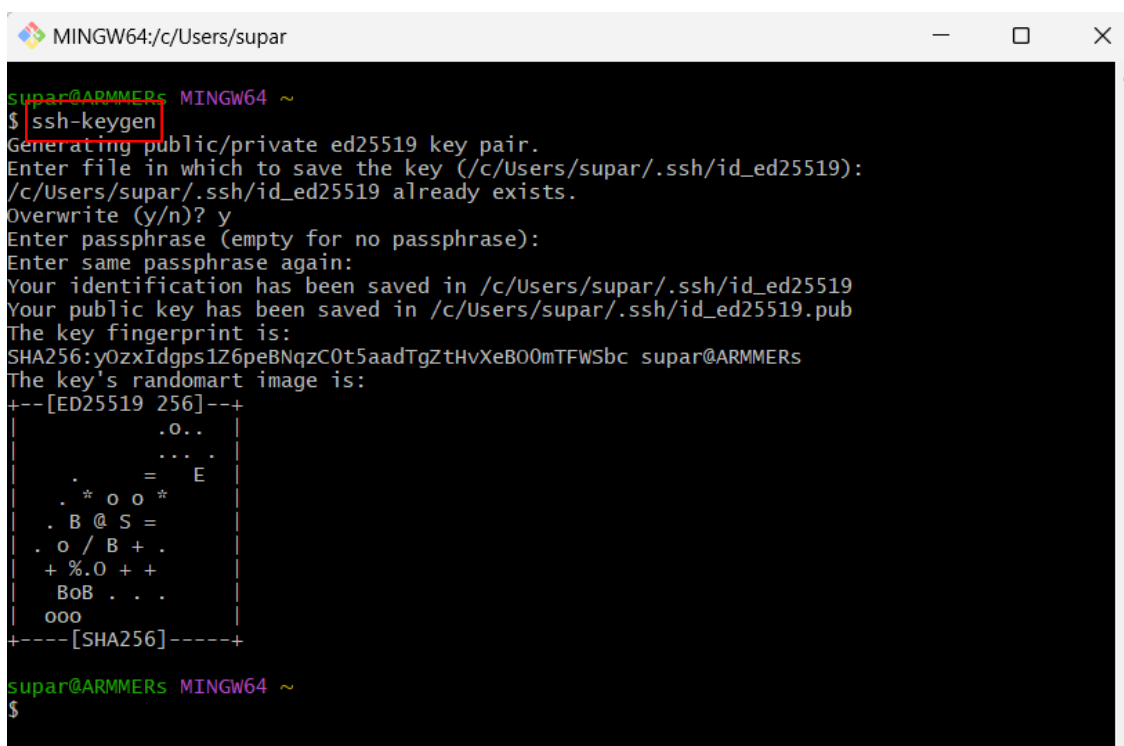 MINGW64:/c/Users/supar
supar@ARMMERs MINGW64 ~
$ ssh-keygen
Generating public/private ed25519 key pair.
Enter file in which to save the key (/c/Users/supar/.ssh/id_ed25519):
/c/Users/supar/.ssh/id_ed25519 already exists.
Overwrite (y/n)? y
Enter passphrase (empty for no passphrase):
Enter same passphrase again:
Your identification has been saved in /c/Users/supar/.ssh/id_ed25519
Your public key has been saved in /c/Users/supar/.ssh/id_ed25519.pub
The key fingerprint is:
SHA256:yOzxIdgps1Z6peBNqzC0t5aadTgZtHvXeBO0mTFWSbc supar@ARMMERs
The key's randomart image is:
+--[ED25519 256]--+
|            .o..  |
|            ... . |
|    .     =   E  |
|   . * o o *     |
|  . B @ S =      |
| . o / B + .     |
|  + %.O + +      |
|   BoB . . .     |
|  ooo            |
+----[SHA256]-----+
supar@ARMMERs MINGW64 ~
$